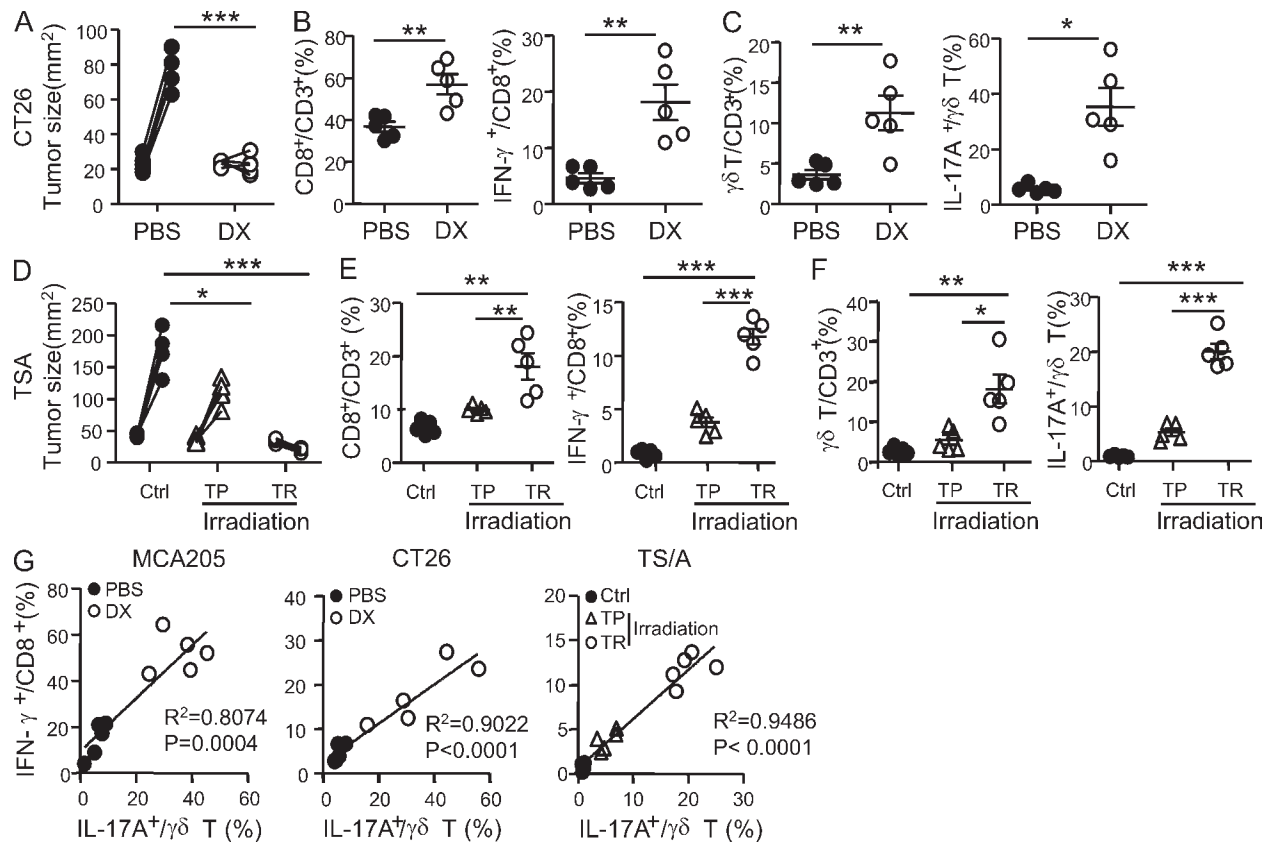 A
CT26
Tumor size(mm²)
100
80
60
40
20
0
***
PBS
DX
B
CD8⁺/CD3⁺(%)
80
60
40
20
0
**
PBS
DX
IFN-γ ⁺/CD8⁺(%)
30
20
10
0
**
PBS
DX
C
γδ T/CD3⁺(%)
20
15
10
5
0
**
PBS
DX
IL-17A ⁺/γδ T(%)
60
40
20
0
*
PBS
DX
D
TSA
Tumor size(mm²)
250
200
150
100
50
0
***
*
Ctrl
TP
TR
Irradiation
E
CD8⁺/CD3⁺ (%)
30
20
10
0
**
**
Ctrl
TP
TR
Irradiation
IFN-γ ⁺/CD8⁺(%)
15
10
5
0
***
***
Ctrl
TP
TR
Irradiation
F
γδ T/CD3⁺(%)
40
30
20
10
0
**
*
Ctrl
TP
TR
Irradiation
IL-17A⁺/γδ T(%)
30
20
10
0
***
***
Ctrl
TP
TR
Irradiation
G
MCA205
IFN- γ ⁺/CD8 ⁺(%)
80
60
40
20
0
PBS
DX
R²=0.8074
P=0.0004
0 20 40 60
IL-17A⁺/γδ T (%)
CT26
40
30
20
10
0
PBS
DX
R²=0.9022
P<0.0001
0 20 40 60
IL-17A⁺/γδ T (%)
TS/A
20
15
10
5
0
Ctrl
TP
TR
Irradiation
R²=0.9486
P< 0.0001
0 10 20 30
IL-17A⁺/γδ T (%)